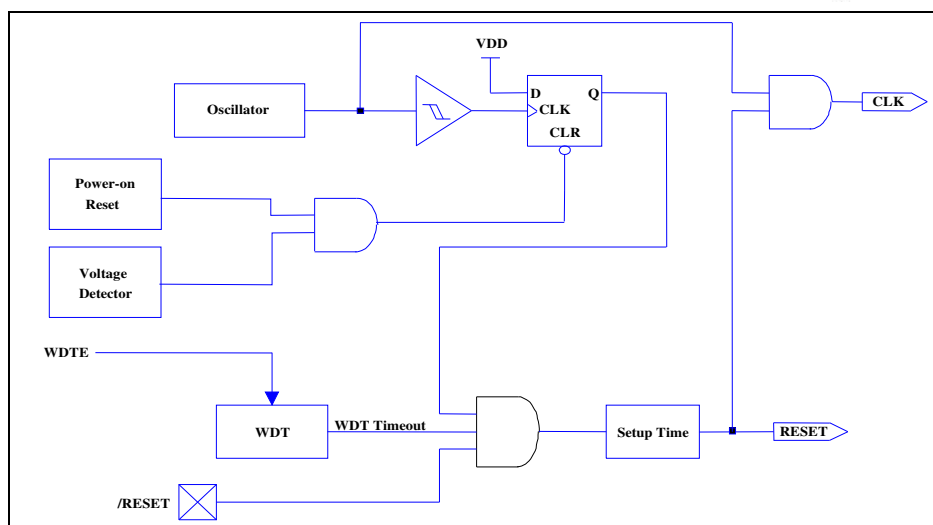 VDD
Oscillator
D
Q
CLK
CLR
CLK
Power-on
Reset
Voltage
Detector
WDTE
WDT
WDT Timeout
Setup Time
RESET
/RESET